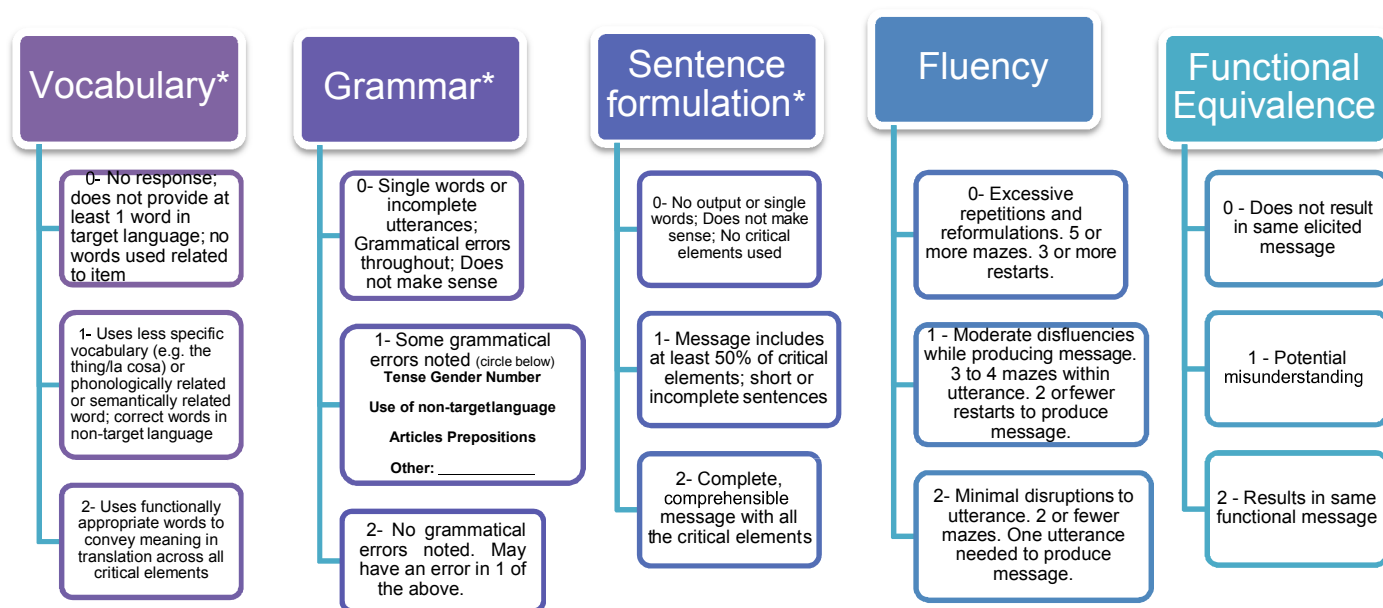 Vocabulary*
0- No response;
does not provide at
least 1 word in
target language; no
words used related
to item
1- Uses less specific
vocabulary (e.g. the
thing/la cosa) or
phonologically related
or semantically related
word; correct words in
non-target language
2- Uses functionally
appropriate words to
convey meaning in
translation across all
critical elements
Grammar*
0- Single words or
incomplete
utterances;
Grammatical errors
throughout; Does
not make sense
1- Some grammatical
errors noted (circle below)
Tense Gender Number
Use of non-targetlanguage
Articles Prepositions
Other: ______________
2- No grammatical
errors noted. May
have an error in 1 of
the above.
Sentence
formulation*
0- No output or single
words; Does not make
sense; No critical
elements used
1- Message includes
at least 50% of critical
elements; short or
incomplete sentences
2- Complete,
comprehensible
message with all
the critical elements
Fluency
0- Excessive
repetitions and
reformulations. 5
or more mazes. 3 or more
restarts.
1 - Moderate disfluencies
while producing message.
3 to 4 mazes within
utterance. 2 orfewer
restarts to produce
message.
2- Minimal disruptions to
utterance. 2 or fewer
mazes. One utterance
needed to produce
message.
Functional
Equivalence
0 - Does not result
in same elicited
message
1 - Potential
misunderstanding
2 - Results in same
functional message